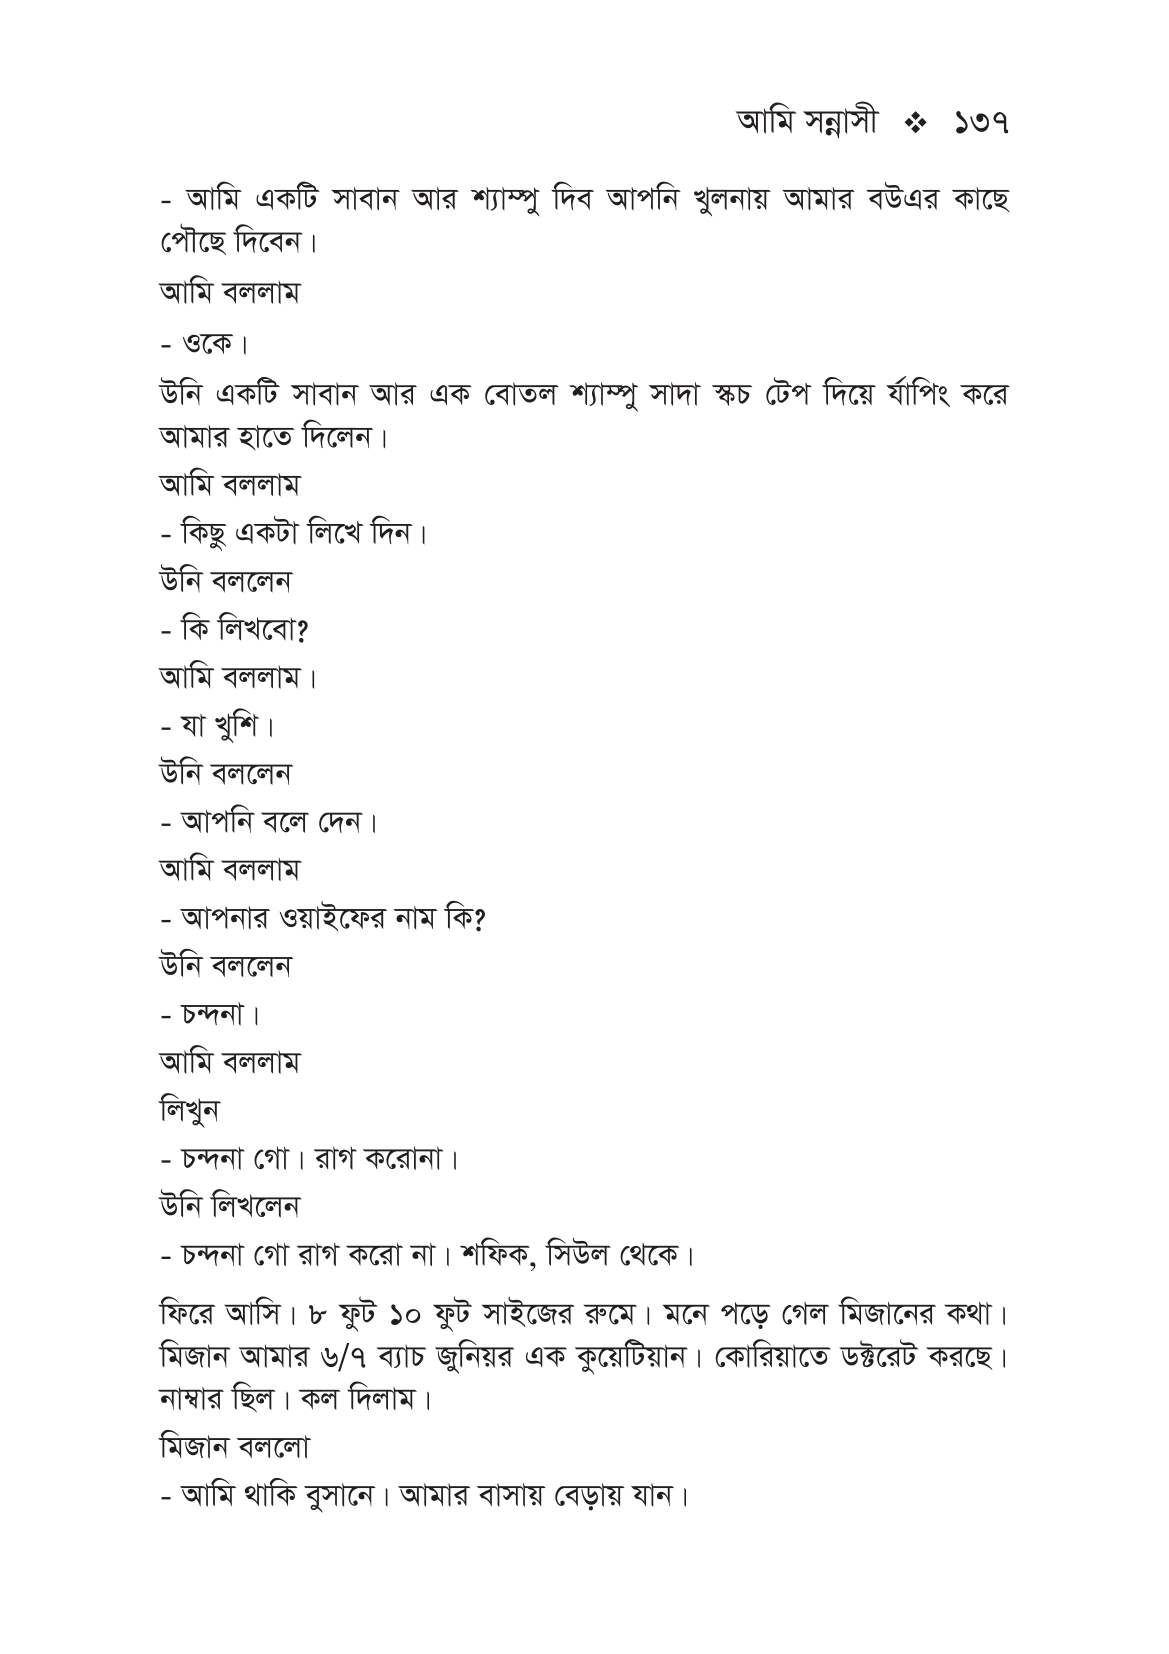 আমি সন্নাসী ❖ ১৩৭
- আমি একটি সাবান আর শ্যাম্পু দিব আপনি খুলনায় আমার বউএর কাছে
পৌছে দিবেন।
আমি বললাম
- ওকে।
উনি একটি সাবান আর এক বোতল শ্যাম্পু সাদা স্কচ টেপ দিয়ে র্যাপিং করে
আমার হাতে দিলেন।
আমি বললাম
- কিছু একটা লিখে দিন।
উনি বললেন
- কি লিখবো?
আমি বললাম।
- যা খুশি।
উনি বললেন
- আপনি বলে দেন।
আমি বললাম
- আপনার ওয়াইফের নাম কি?
উনি বললেন
- চন্দনা।
আমি বললাম
লিখুন
- চন্দনা গো। রাগ করোনা।
উনি লিখলেন
- চন্দনা গো রাগ করো না। শফিক, সিউল থেকে।
ফিরে আসি। ৮ ফুট ১০ ফুট সাইজের রুমে। মনে পড়ে গেল মিজানের কথা।
মিজান আমার ৬/৭ ব্যাচ জুনিয়র এক কুয়েটিয়ান। কোরিয়াতে ডক্টরেট করছে।
নাম্বার ছিল। কল দিলাম।
মিজান বললো
- আমি থাকি বুসানে। আমার বাসায় বেড়ায় যান।